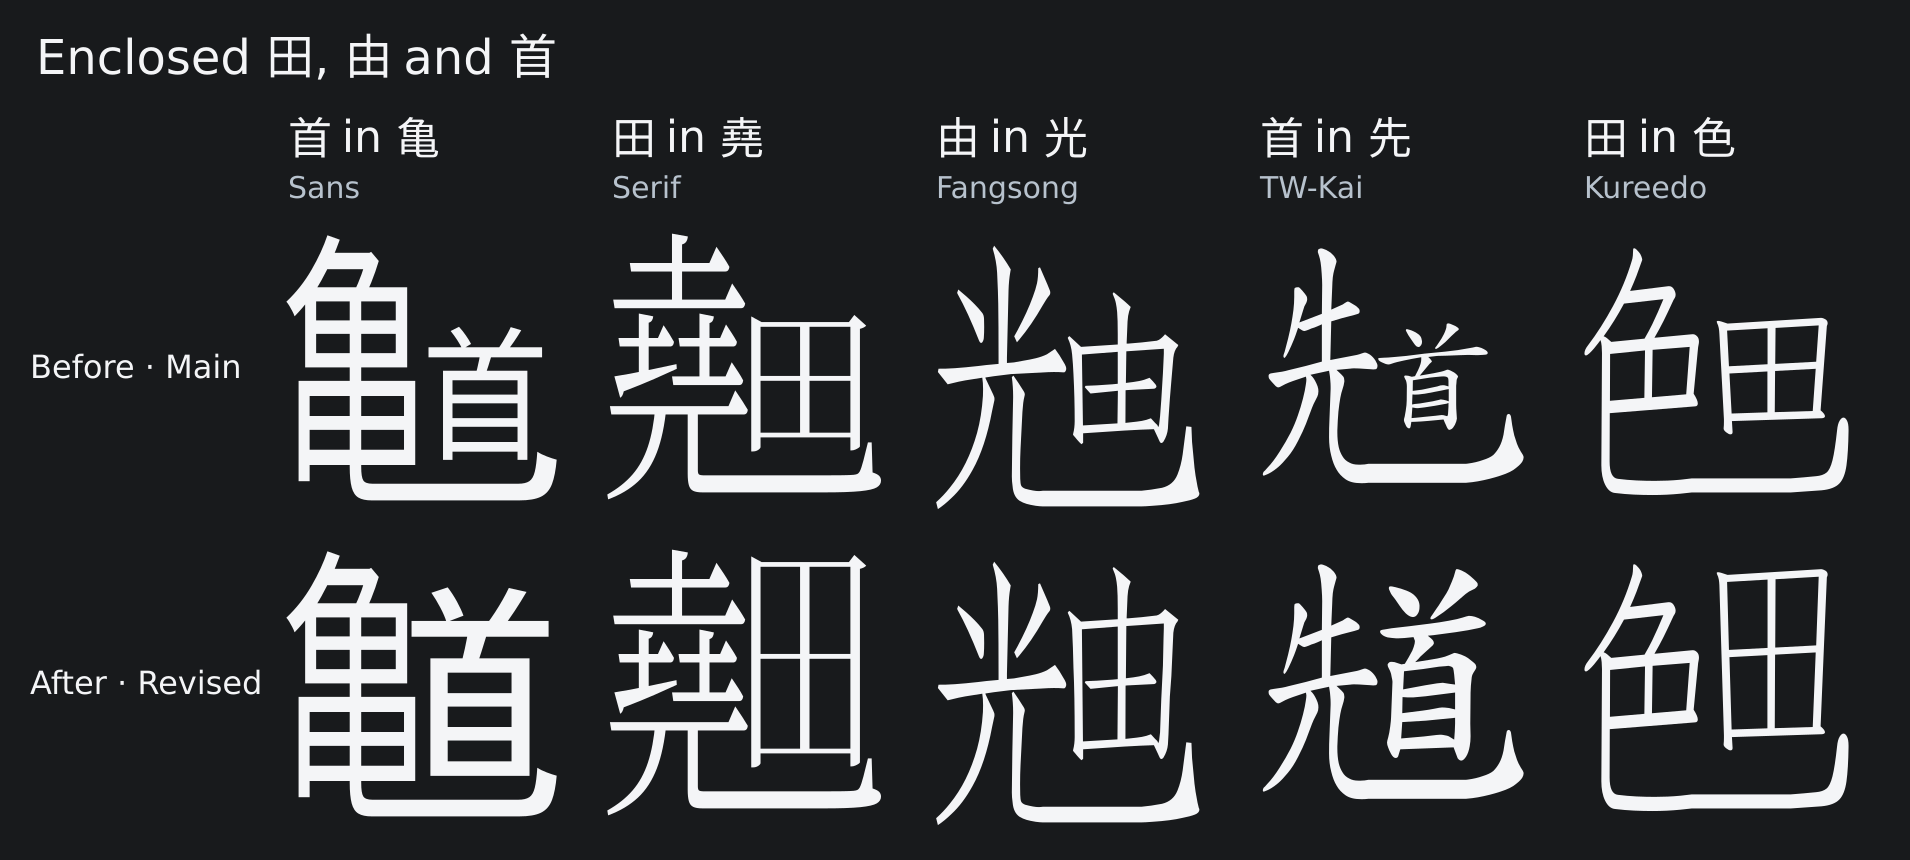 Enclosed 田, 由 and 首
首 in 亀
田 in 堯
由 in 光
首 in 先
田 in 色
Sans
Serif
Fangsong
TW-Kai
Kureedo
Before · Main
After · Revised